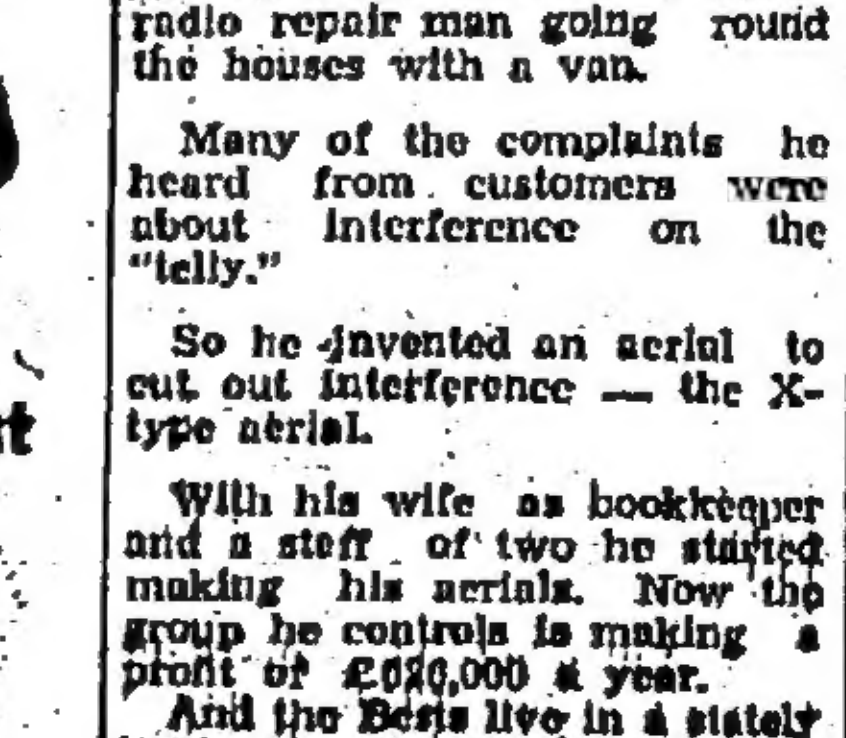 radio repair man going round
the houses with a van.
Many of the complaints he
heard from customers were
about interference on the
"telly."
So he invented an aerial to
cut out interference — the X-
type aerial.
With his wife as bookkeeper
and a staff of two he started
making his aerials. Now the
group he controls is making a
profit of a year.
And the Bests live in a stately